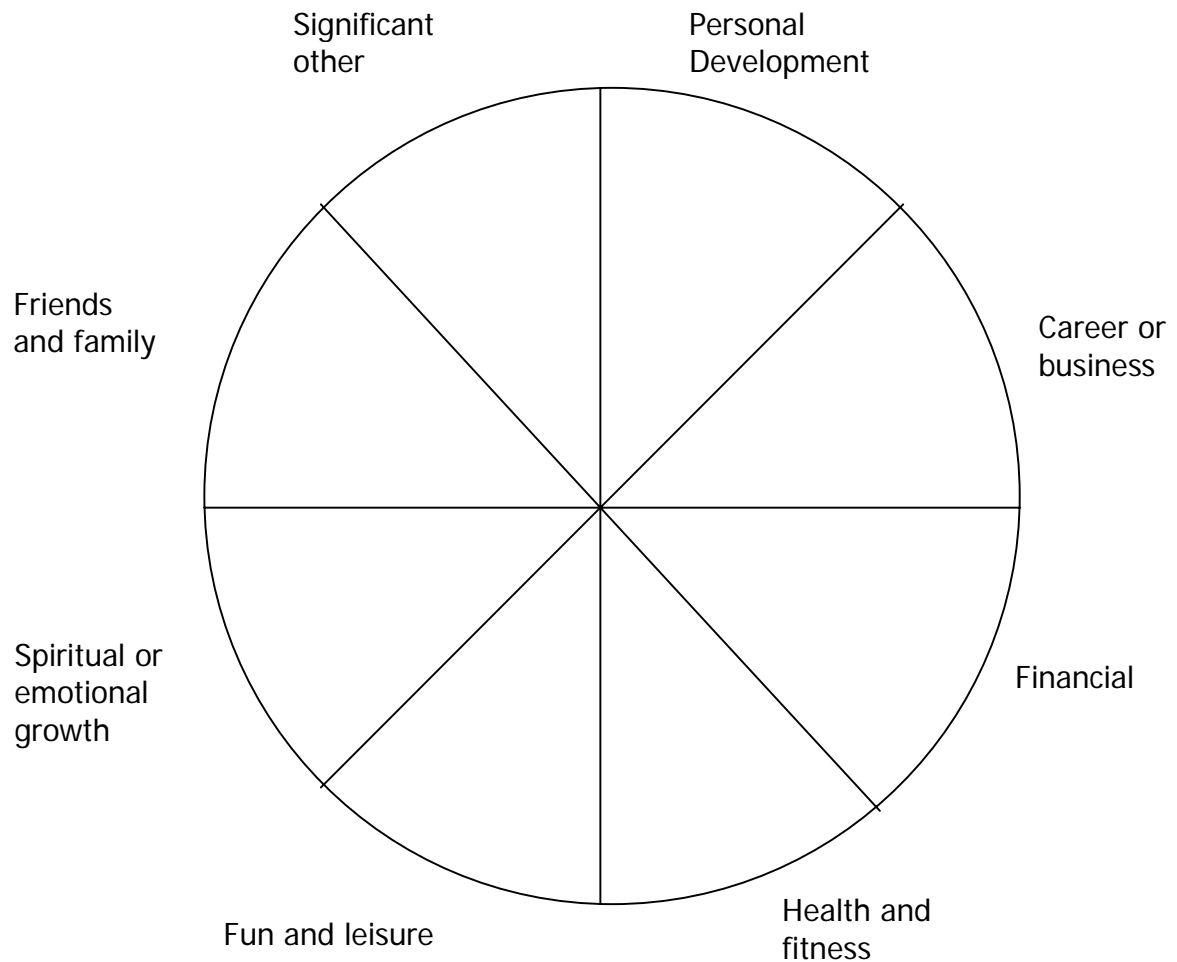 Significant
other
Personal
Development
Friends
and family
Career or
business
Spiritual or
emotional
growth
Financial
Fun and leisure
Health and
fitness